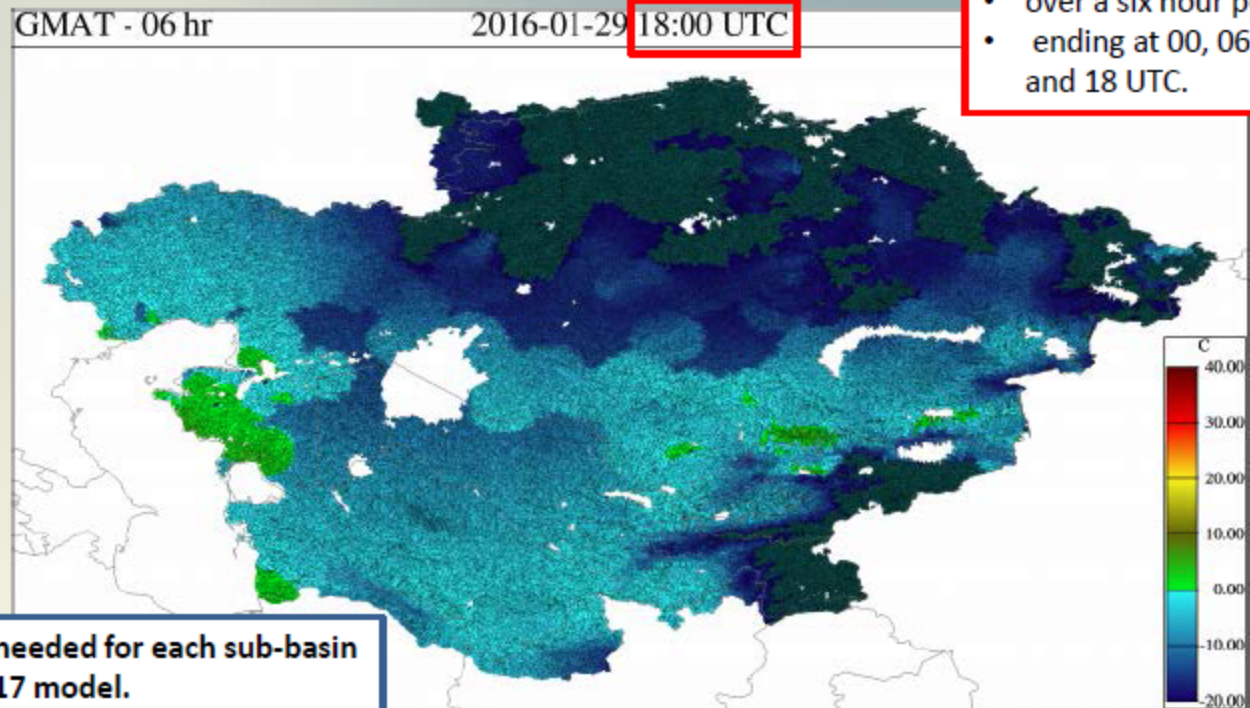 GMAT - 06 hr
2016-01-29 18:00 UTC
• over a six hour
• ending at 00, 06
and 18 UTC.
C
40.00
30.00
20.00
10.00
0.00
-10.00
-20.00
needed for each sub-basin
17 model.